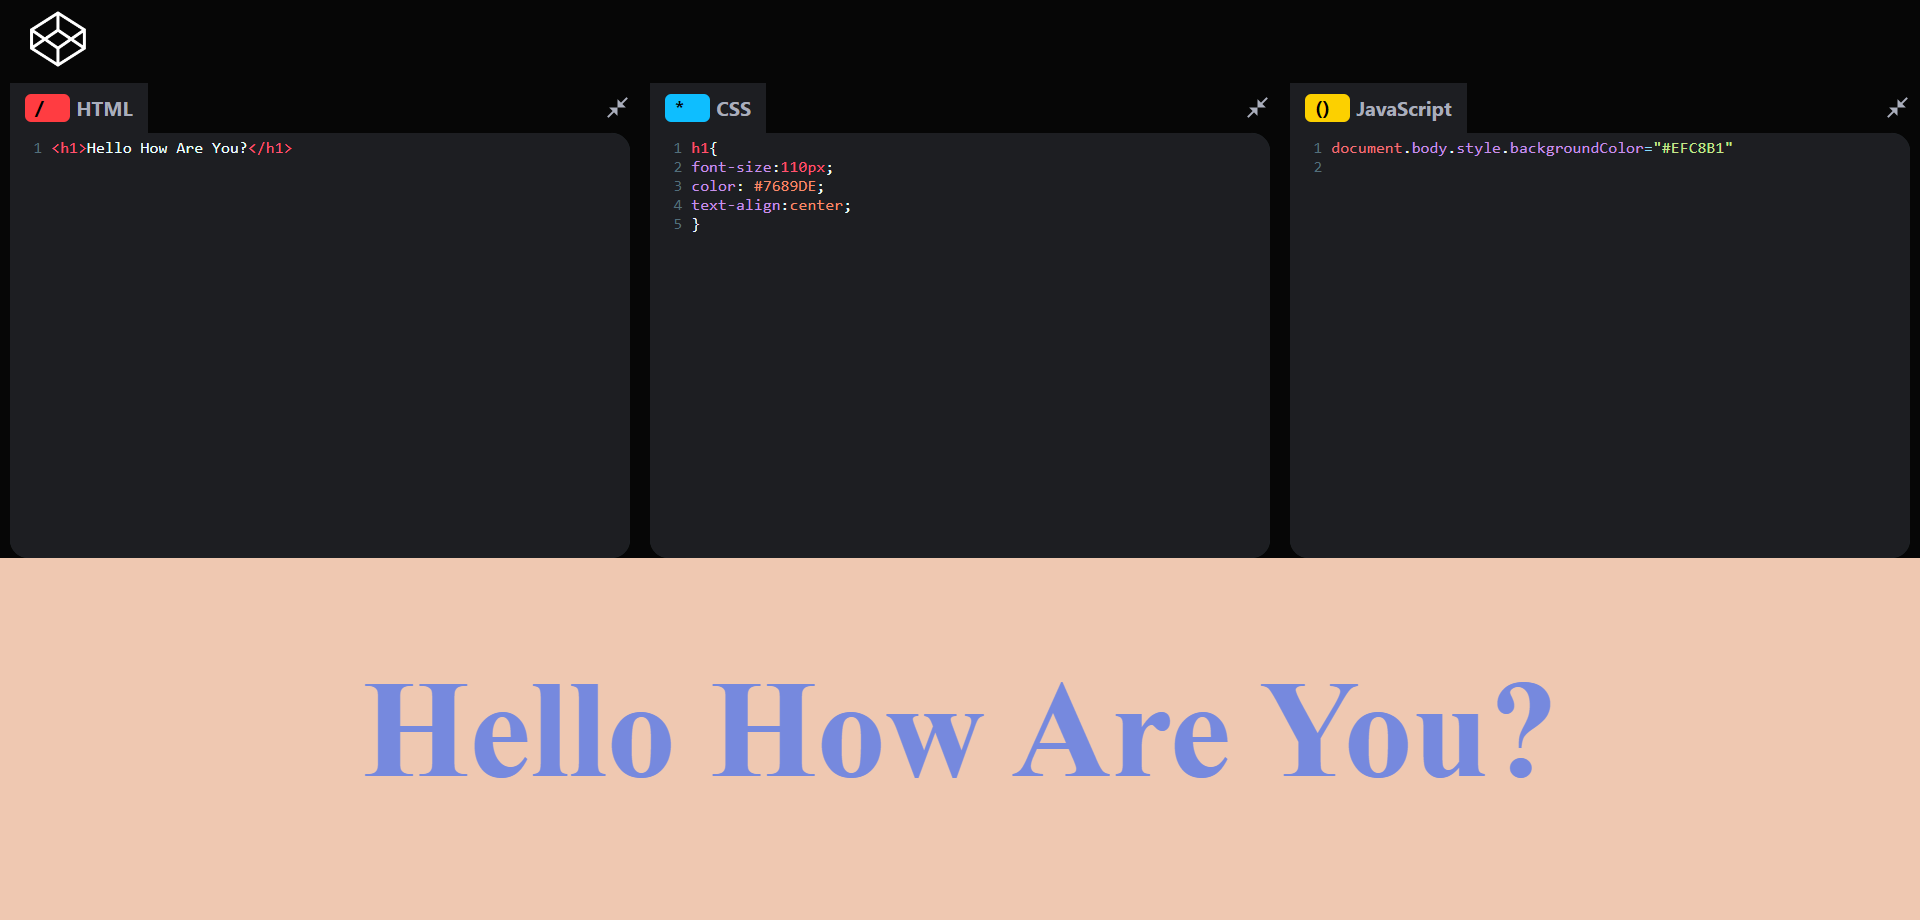 / HTML
* CSS
() JavaScript
1 <h1>Hello How Are You?</h1>
1 h1{
2 font-size:110px;
3 color: #7689DE;
4 text-align:center;
5 }
1 document.body.style.backgroundColor="#EFC8B1"
2
Hello How Are You?